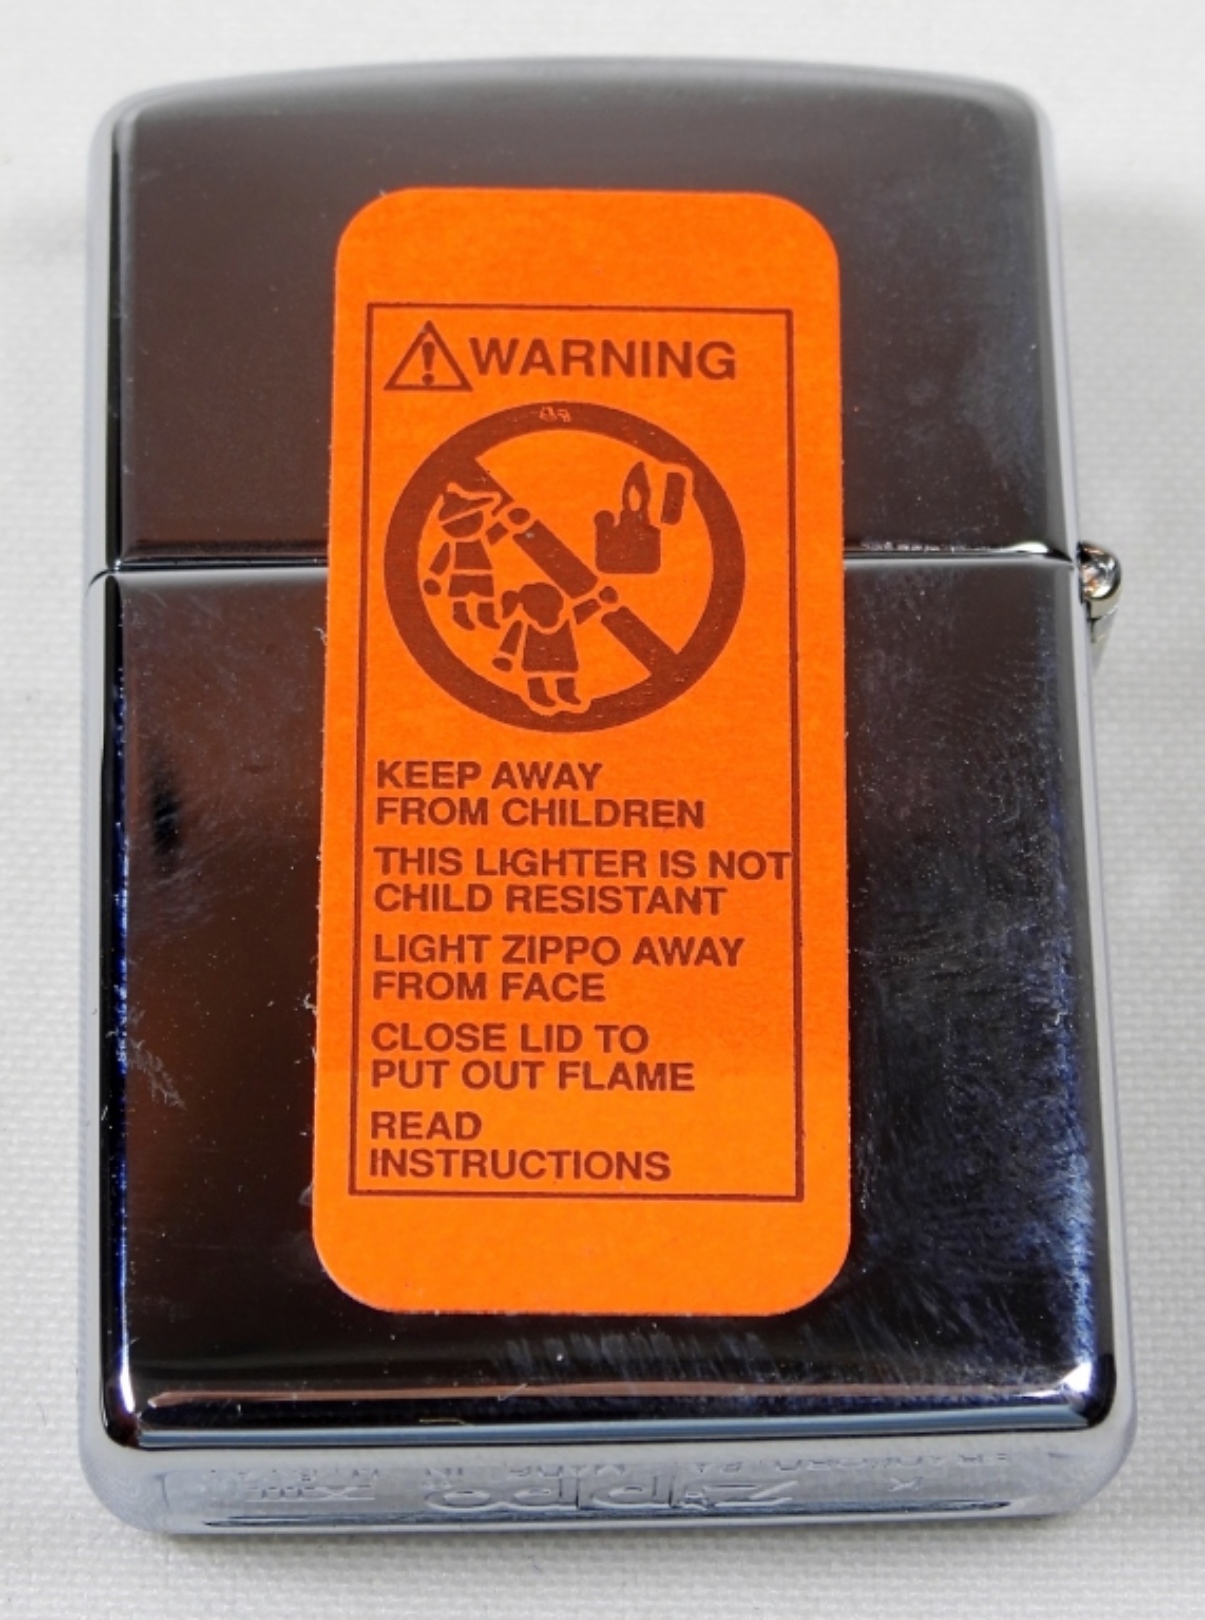 WARNING
KEEP AWAY
FROM CHILDREN
THIS LIGHTER IS NOT
CHILD RESISTANT
LIGHT ZIPPO AWAY
FROM FACE
CLOSE LID TO
PUT OUT FLAME
READ
INSTRUCTIONS
Zippo